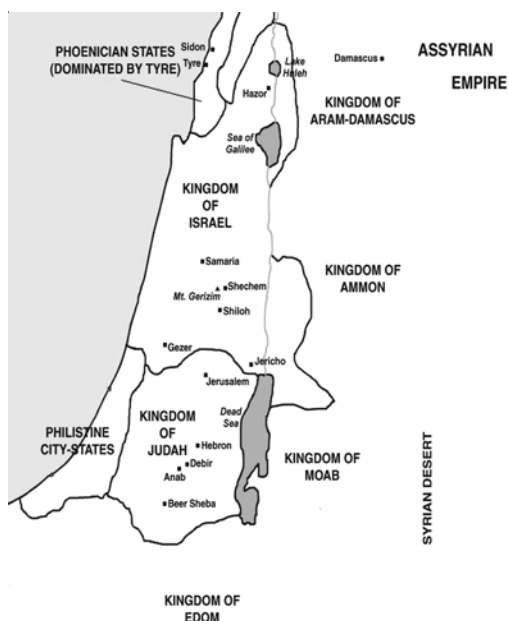 PHOENICIAN STATES
(DOMINATED BY TYRE)
Sidon
Tyre
Lake
Huleh
Hazor
Damascus
ASSYRIAN
EMPIRE
KINGDOM OF
ARAM-DAMASCUS
Sea of
Galilee
KINGDOM
OF
ISRAEL
Samaria
Shechem
Mt. Gerizim
Shiloh
KINGDOM OF
AMMON
Gezer
Jericho
Jerusalem
Dead
Sea
KINGDOM
OF
JUDAH
Hebron
Debir
Anab
Beer Sheba
PHILISTINE
CITY-STATES
KINGDOM OF
MOAB
SYRIAN DESERT
KINGDOM OF
EDOM